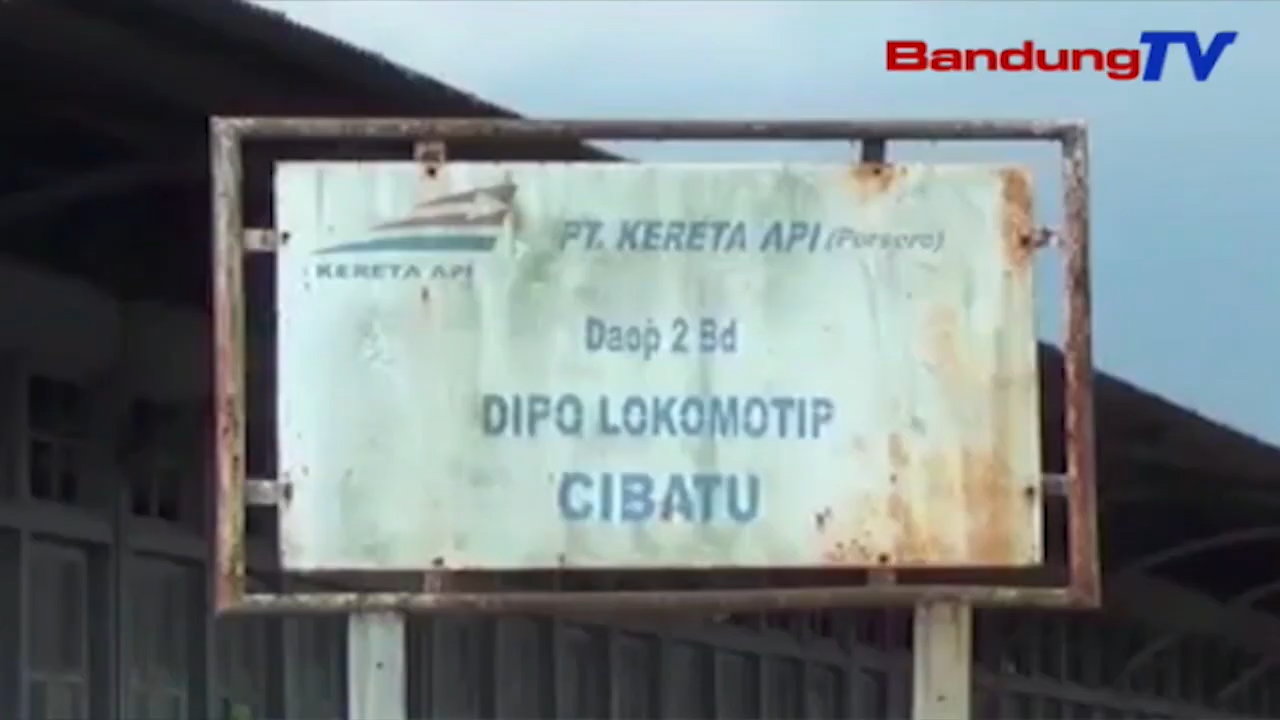 BandungTV
KERETA API
PT. KERETA API (Persero)
Daop 2 Bd
DIPO LOKOMOTIP
CIBATU